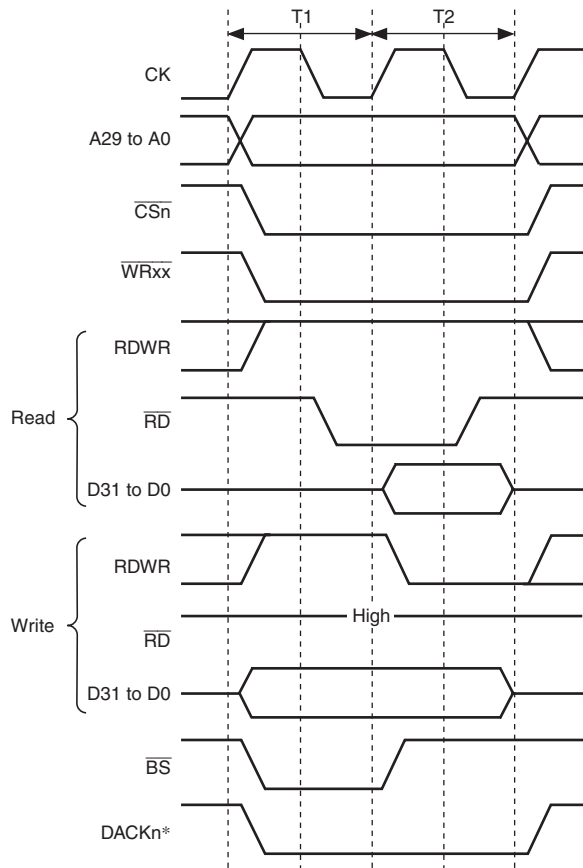 T1 T2
CK
A29 to A0
CSn
WRxx
RDWR
Read
RD
D31 to D0
RDWR
High
Write
RD
D31 to D0
BS
DACKn*